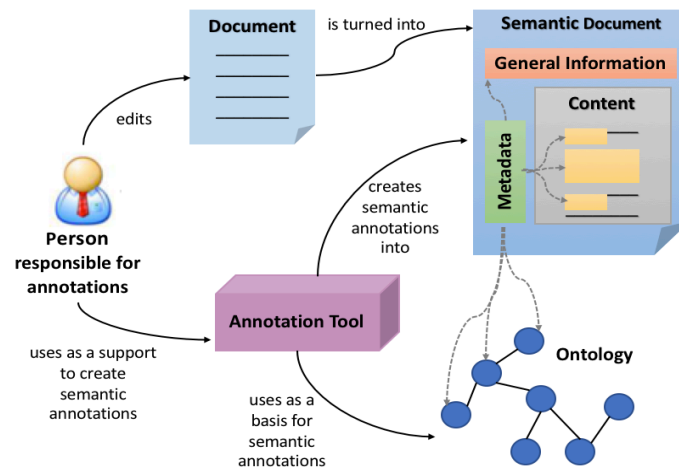 Document
is turned into
Semantic Document
General Information
Content
Metadata
edits
creates
semantic
annotations
into
Person
responsible for
annotations
Annotation Tool
uses as a support
to create
semantic
annotations
uses as a
basis for
semantic
annotations
Ontology